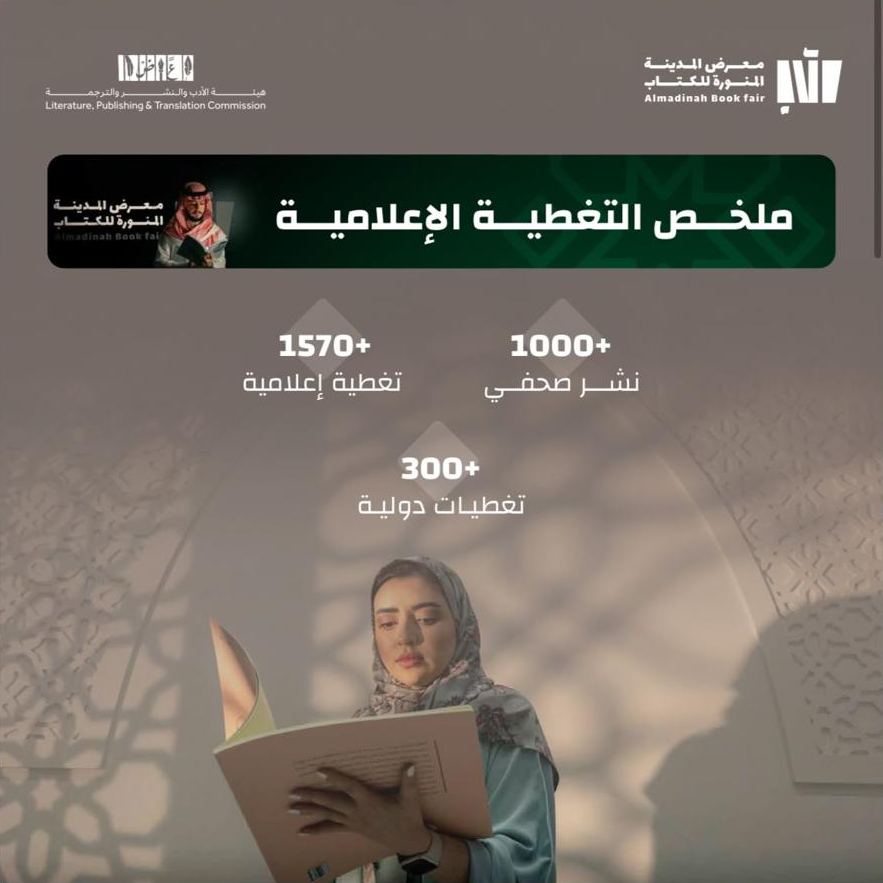 معرض المدينة
المنورة للكتاب
Almadinah Book fair
هيئة الأدب والنشر والترجمة
Literature, Publishing & Translation Commission
ملخص التغطية الإعلامية
معرض المدينة
المنورة للكتاب
Almadinah Book fai
1000+
نشر صحفي
1570+
تغطية إعلامية
300+
تغطيات دولية